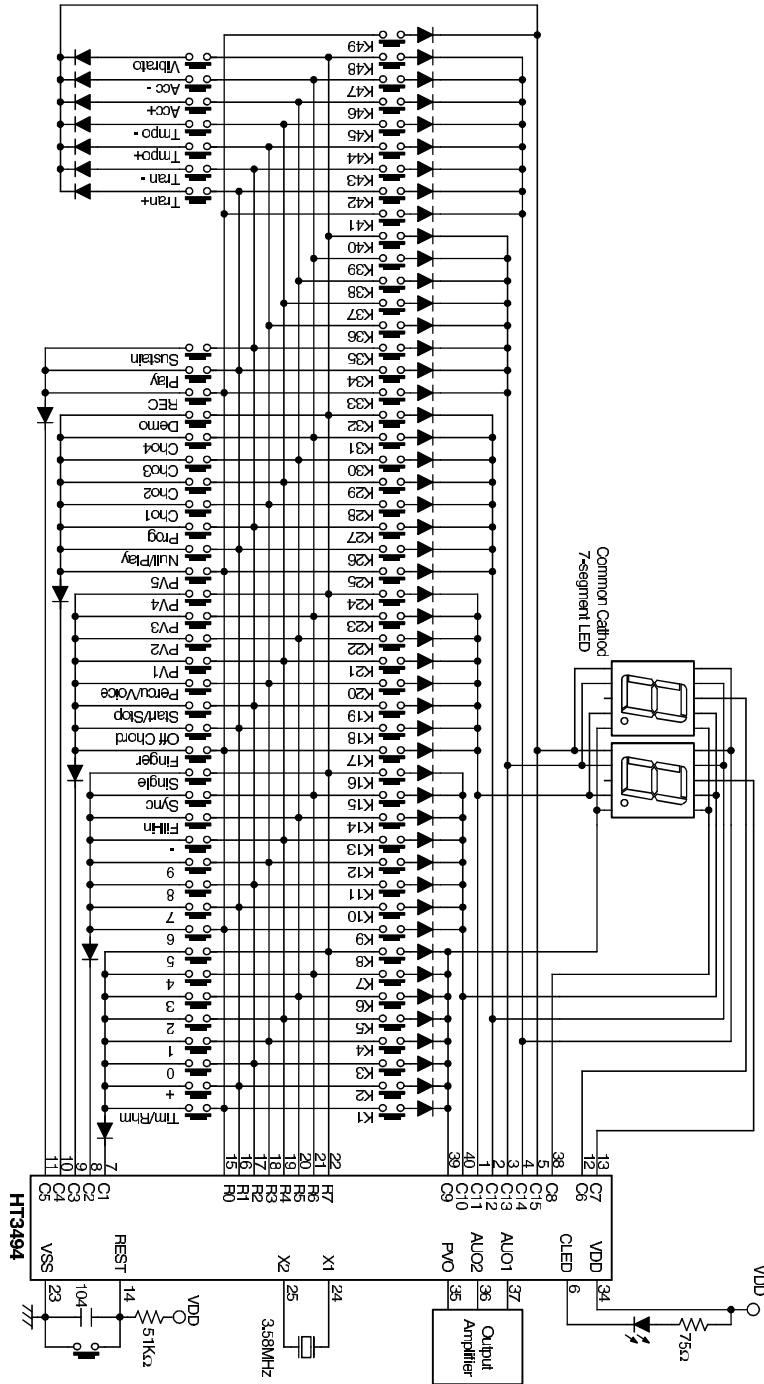 K49
K48
K47
K46
K45
K44
K43
K42
K41
K40
K39
K38
K37
K36
K35
K34
K33
K32
K31
K30
K29
K28
K27
K26
K25
K24
K23
K22
K21
K20
K19
K18
K17
K16
K15
K14
K13
K12
K11
K10
K9
K8
K7
K6
K5
K4
K3
K2
K1
Vibrato
Acc -
Acc+
Tmpo -
Tmpo+
Tran -
Tran+
Sustain
Play
REC
Demo
Cho4
Cho3
Cho2
Cho1
Prog
Null/Play
PV5
PV4
PV3
PV2
PV1
Percu/Voice
Start/Stop
Off Chord
Finger
Single
Sync
Fill-in
-
9
8
7
6
5
4
3
2
1
0
+
Tim/Rhm
Common Cathod
7-segment LED
13
12
38
5
4
3
2
1
40
39
22
21
20
19
18
17
16
15
7
8
9
10
11
C7
C6
C8
C15
C14
C13
C12
C11
C10
C9
R7
R6
R5
R4
R3
R2
R1
R0
C1
C2
C3
C4
C5
VDD
CLED
AUO1
AUO2
PVO
X1
X2
REST
VSS
34
6
37
36
35
24
25
14
23
HT3494
VDD
75Ω
Output
Amplifier
3.58MHz
VDD
51KΩ
104